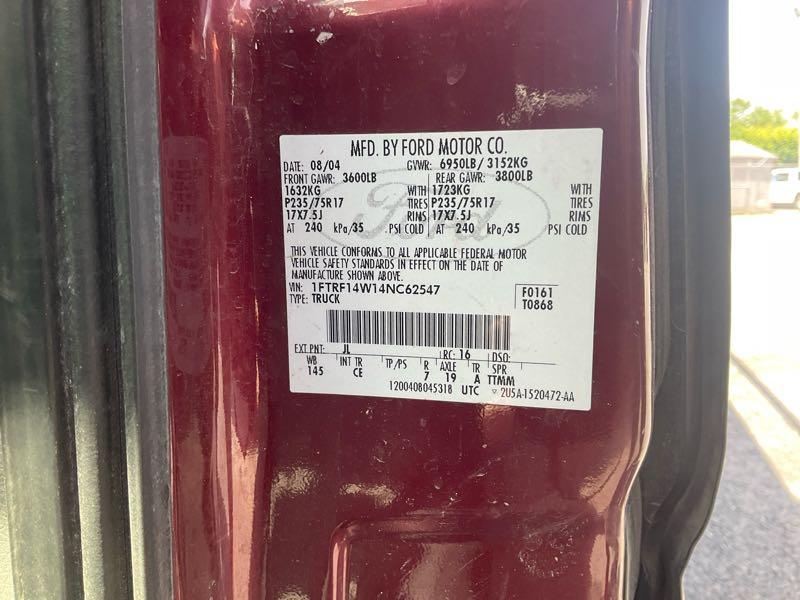 MFD. BY FORD MOTOR CO.
DATE: 08/04 GVWR: 6950LB/ 3152KG
FRONT GAWR: 3600LB REAR GAWR: 3800LB
1632KG WITH 1723KG WITH
P235/75R17 TIRES P235/75R17 TIRES
17X7.5J RIMS 17X7.5J RIMS
AT 240 kPa/35 PSI COLD AT 240 kPa/35 PSI COLD
Ford
THIS VEHICLE CONFORMS TO ALL APPLICABLE FEDERAL MOTOR
VEHICLE SAFETY STANDARDS IN EFFECT ON THE DATE OF
MANUFACTURE SHOWN ABOVE.
VIN: 1FTRF14W14NC62547 F0161
TYPE: TRUCK T0868
EXT PNT: JL RC: 16 DSO:
WB INT TR TP/PS R AXLE TR SPR
145 CE 7 19 A TTMM
1200408045318 UTC 2U5A-1520472-AA